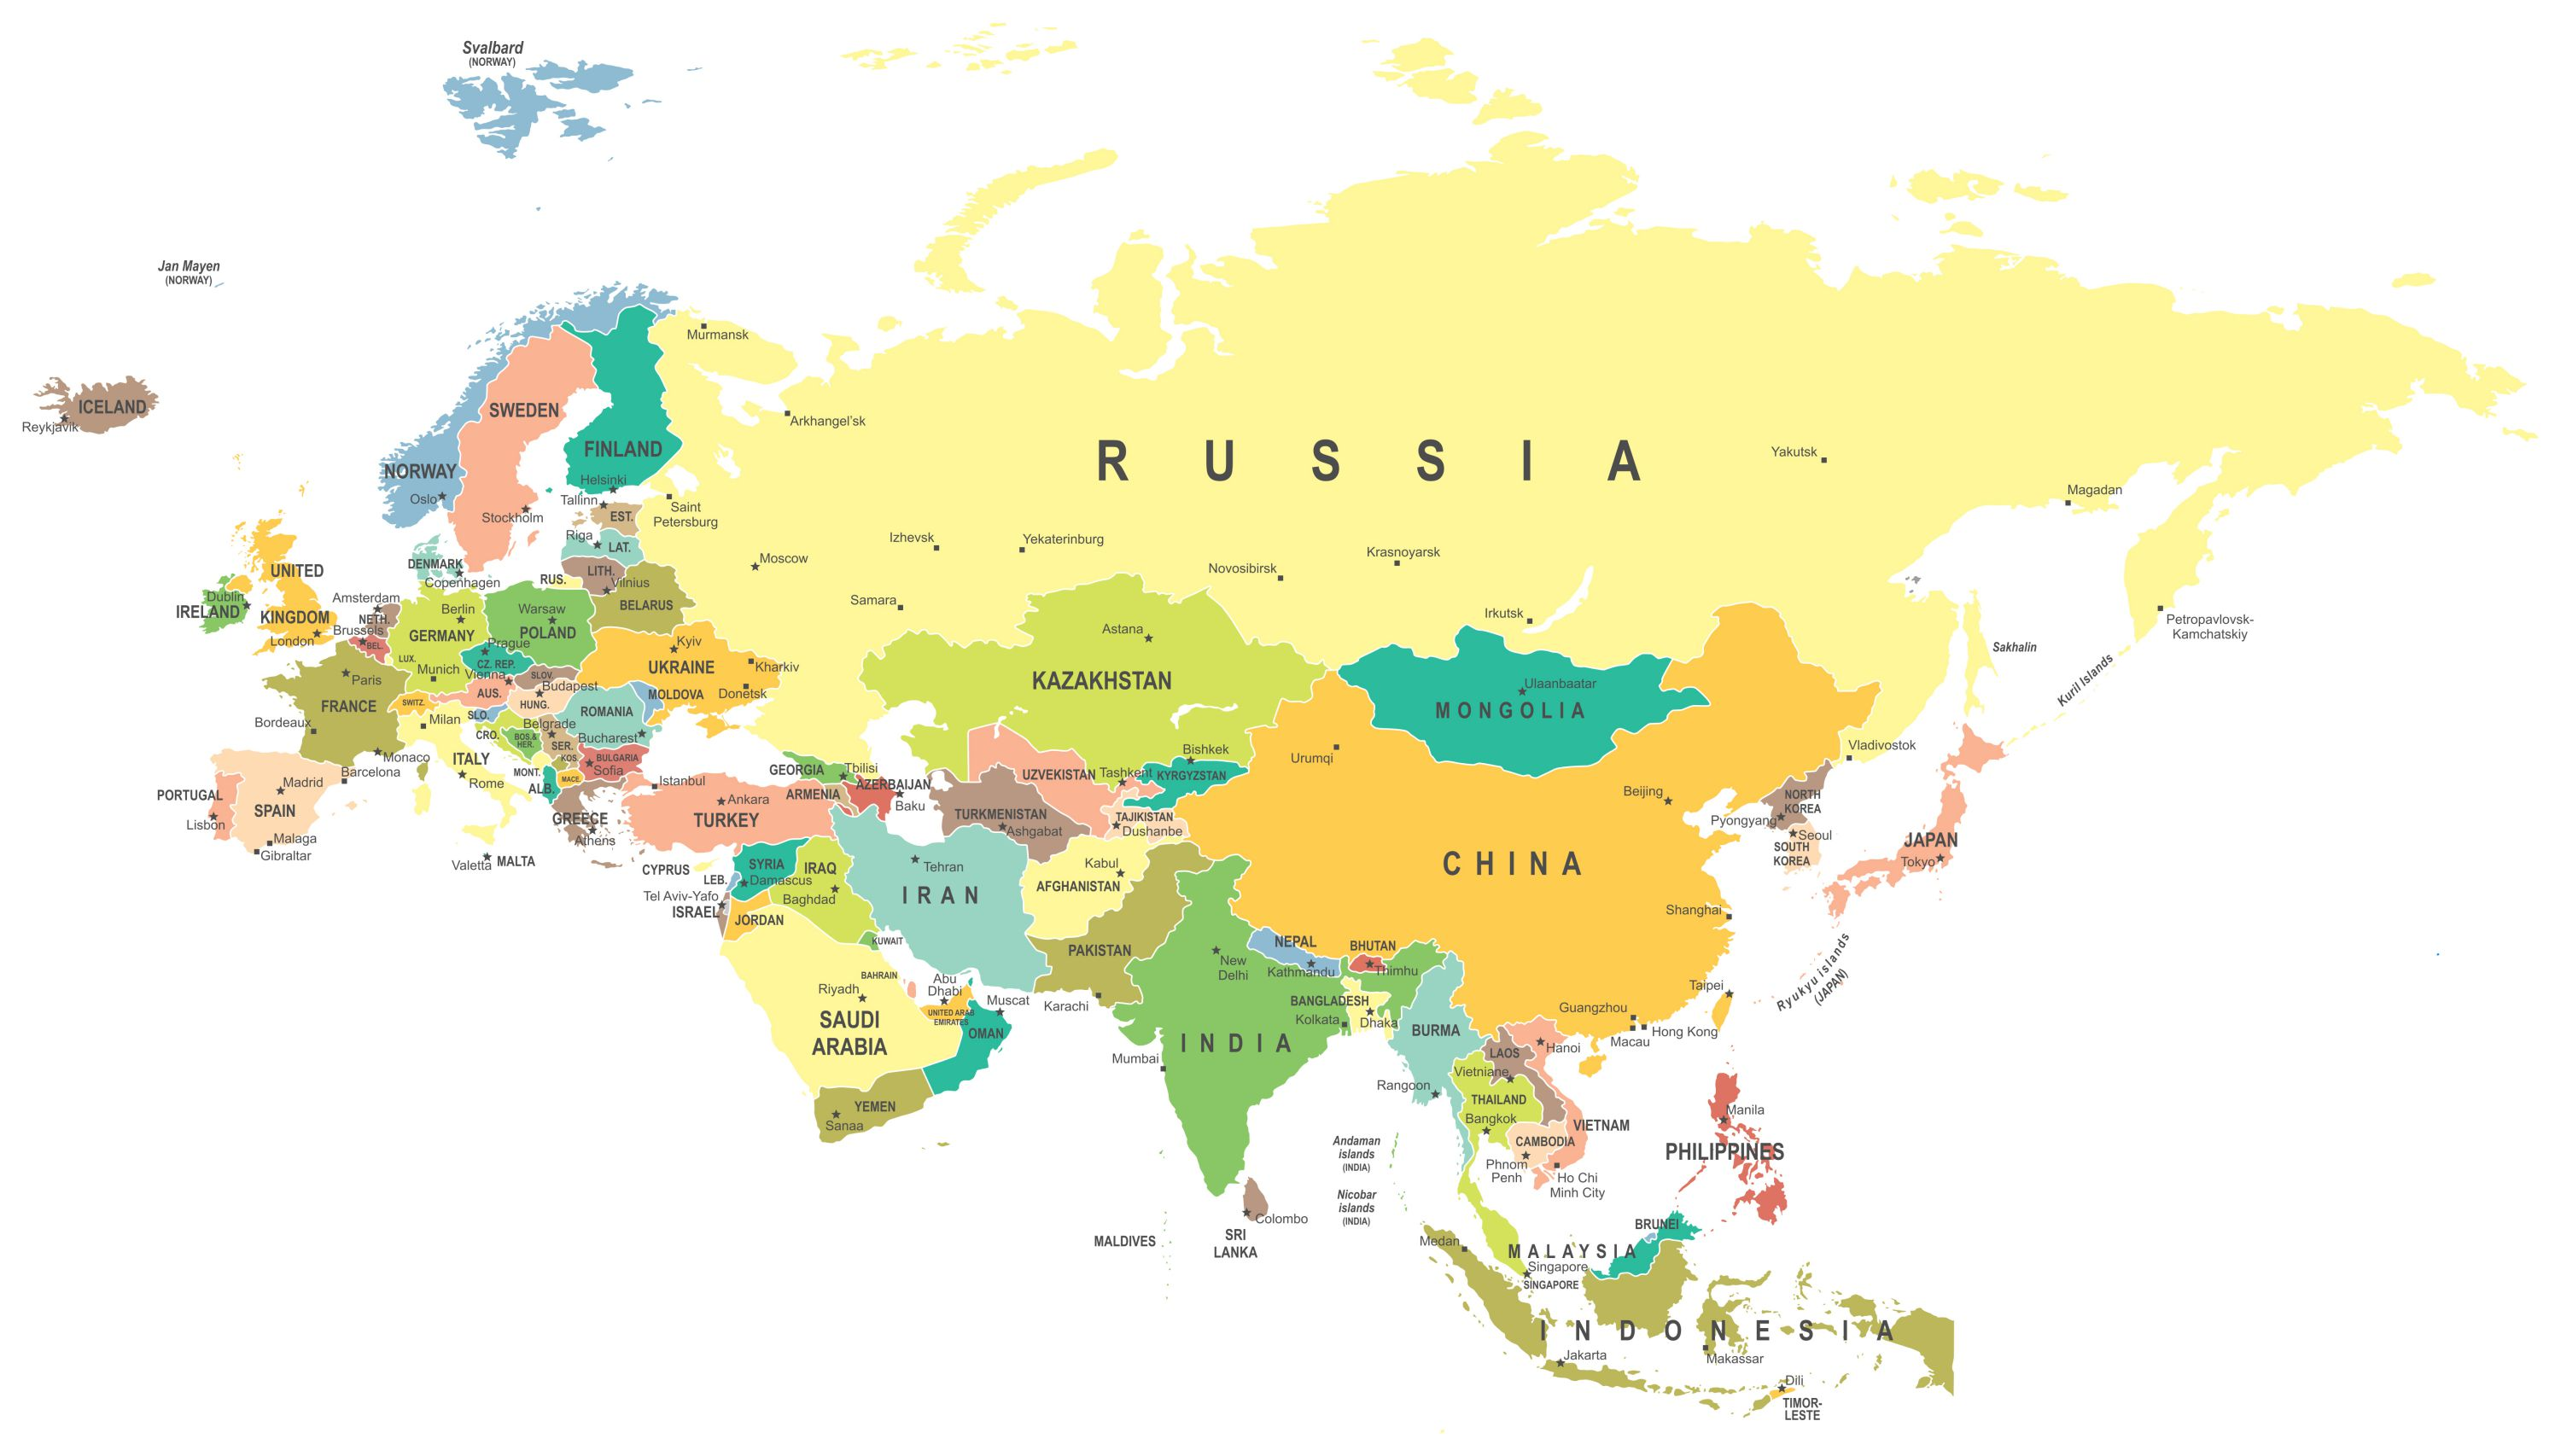 Svalbard
(NORWAY)
Jan Mayen
(NORWAY)
ICELAND
Reykjavik
Murmansk
SWEDEN
Arkhangel'sk
FINLAND
NORWAY
R U S S I A
Yakutsk
Helsinki
Oslo
Tallinn
Magadan
Saint
Petersburg
Stockholm
EST.
Riga
LAT.
Izhevsk
Yekaterinburg
Krasnoyarsk
Moscow
DENMARK
Copenhagen
Novosibirsk
UNITED
KINGDOM
LITH.
RUS.
Vilnius
Dublin
IRELAND
Amsterdam
NETH.
Berlin
Warsaw
BELARUS
Samara
Irkutsk
Petropavlovsk-
Kamchatskiy
London
Brussels
BEL.
GERMANY
POLAND
Astana
Sakhalin
Prague
CZ. REP.
Kyiv
LUX.
Munich
Vienna
SLOV.
UKRAINE
Kharkiv
KAZAKHSTAN
Kuril Islands
Paris
AUS.
Budapest
MOLDOVA
Donetsk
Ulaanbaatar
FRANCE
SWITZ.
HUNG.
ROMANIA
MONGOLIA
Bordeaux
Milan
SLO.
Belgrade
Bucharest
CRO.
BOS.&
HER.
SER.
Vladivostok
Monaco
ITALY
KOS.
BULGARIA
Sofia
Bishkek
Urumqi
Barcelona
MONT.
MACE.
GEORGIA
Tbilisi
UZVEKISTAN
Tashkent
KYRGYZSTAN
Madrid
Rome
ALB.
Istanbul
ARMENIA
AZERBAIJAN
Baku
Beijing
NORTH
KOREA
PORTUGAL
SPAIN
Ankara
TURKMENISTAN
TAJIKISTAN
Lisbon
GREECE
TURKEY
Ashgabat
Dushanbe
Pyongyang
Seoul
Malaga
Athens
SOUTH
KOREA
JAPAN
Gibraltar
Valetta
MALTA
CYPRUS
SYRIA
IRAQ
Tehran
Kabul
CHINA
Tokyo
LEB.
Damascus
AFGHANISTAN
Tel Aviv-Yafo
Baghdad
IRAN
ISRAEL
JORDAN
Shanghai
KUWAIT
PAKISTAN
NEPAL
BHUTAN
New
Delhi
Kathmandu
Thimhu
Ryukyu islands
(JAPAN)
BAHRAIN
Abu
Dhabi
Riyadh
Muscat
Karachi
BANGLADESH
Taipei
UNITED ARAB
EMIRATES
Kolkata
Dhaka
Guangzhou
SAUDI
ARABIA
OMAN
INDIA
BURMA
Macau
Hong Kong
Mumbai
LAOS
Hanoi
Vietniane
Rangoon
THAILAND
YEMEN
Sanaa
Bangkok
VIETNAM
Manila
Andaman
islands
(INDIA)
CAMBODIA
PHILIPPINES
Phnom
Penh
Ho Chi
Minh City
Nicobar
islands
(INDIA)
Colombo
SRI
LANKA
MALDIVES
BRUNEI
Medan
MALAYSIA
Singapore
SINGAPORE
INDONESIA
Jakarta
Makassar
Dili
TIMOR-
LESTE